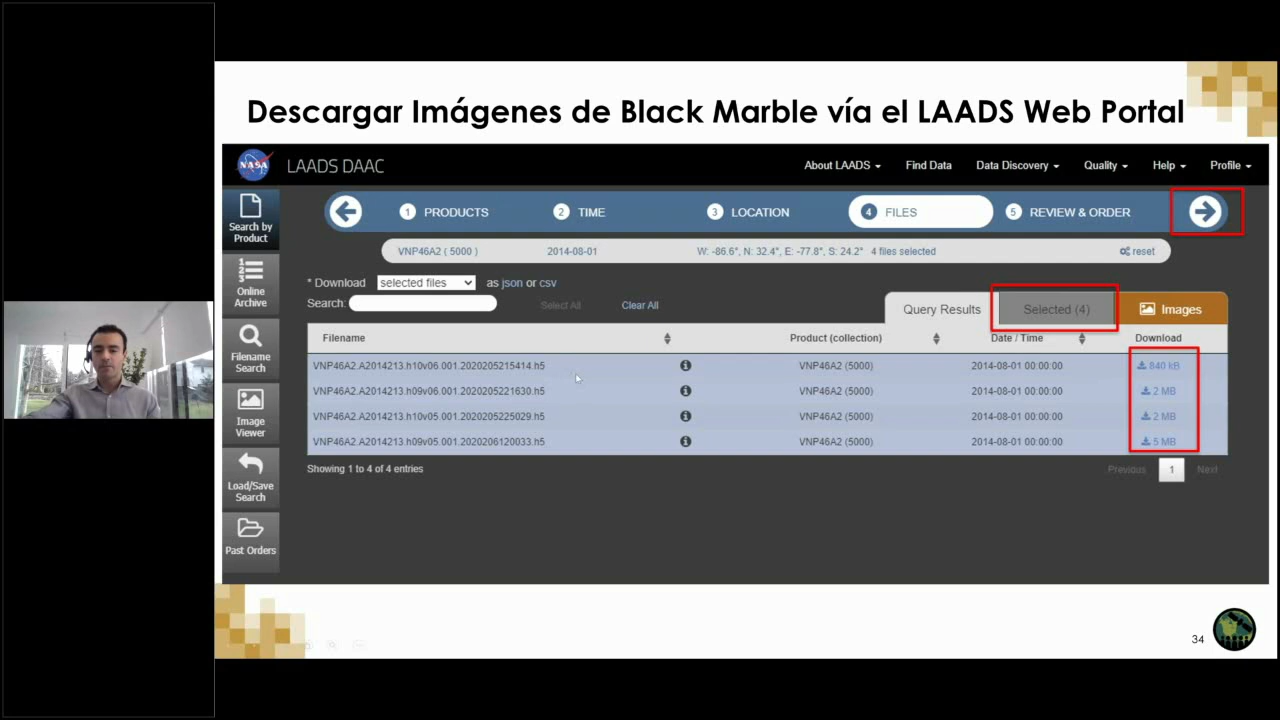 Descargar Imágenes de Black Marble vía el LAADS Web Portal
NASA LAADS DAAC About LAADS Find Data Data Discovery Quality Help Profile
Search by Product
1 PRODUCTS 2 TIME 3 LOCATION 4 FILES 5 REVIEW & ORDER
VNP46A2 ( 5000 ) 2014-08-01 W: -86.6°, N: 32.4°, E: -77.8°, S: 24.2° 4 files selected reset
Online Archive
* Download selected files as json or csv
Search: Select All Clear All
Query Results Selected (4) Images
Filename Product (collection) Date / Time Download
Filename Search
VNP46A2.A2014213.h10v06.001.2020205215414.h5 VNP46A2 (5000) 2014-08-01 00:00:00 840 kB
VNP46A2.A2014213.h09v06.001.2020205221630.h5 VNP46A2 (5000) 2014-08-01 00:00:00 2 MB
VNP46A2.A2014213.h10v05.001.2020205225029.h5 VNP46A2 (5000) 2014-08-01 00:00:00 2 MB
VNP46A2.A2014213.h09v05.001.2020206120033.h5 VNP46A2 (5000) 2014-08-01 00:00:00 5 MB
Image Viewer
Showing 1 to 4 of 4 entries Previous 1 Next
Load/Save Search
Past Orders
34